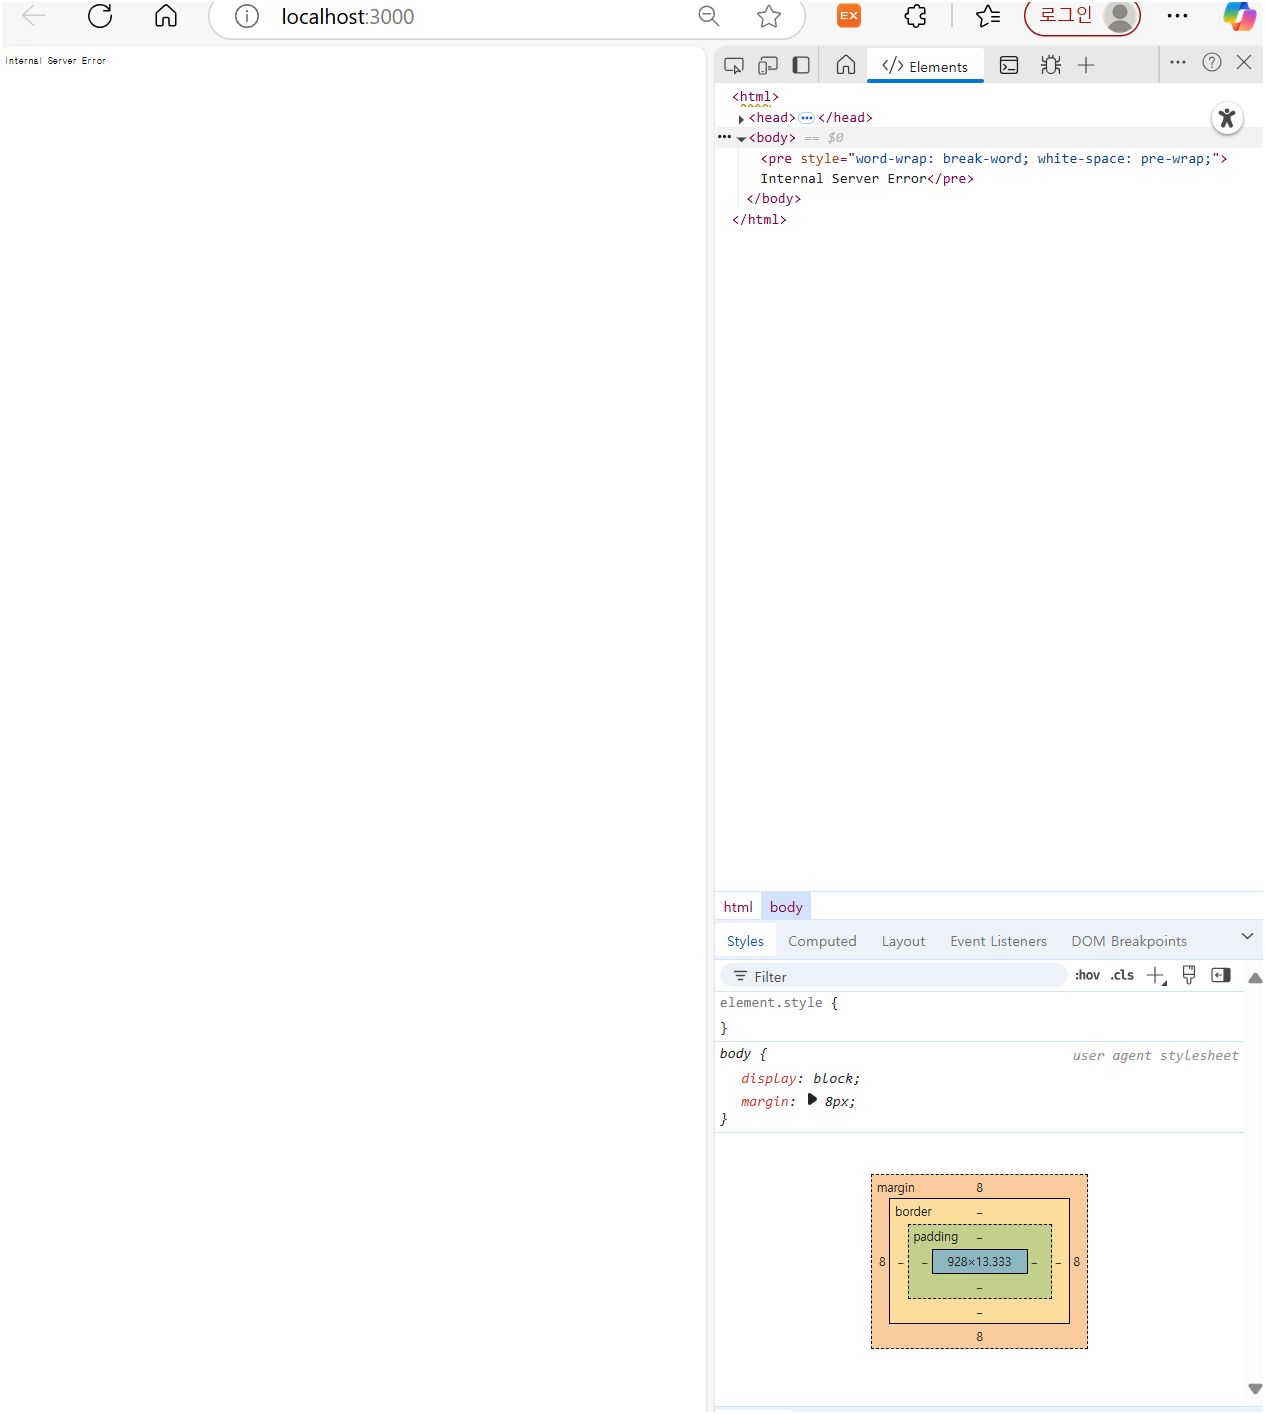 localhost:3000
EX
로그인
Internal Server Error
</> Elements
<html>
<head>
</head>
<body> == $0
<pre style="word-wrap: break-word; white-space: pre-wrap;">
Internal Server Error</pre>
</body>
</html>
html body
Styles Computed Layout Event Listeners DOM Breakpoints
Filter :hov .cls
element.style {
}
body { user agent stylesheet
display: block;
margin: 8px;
}
margin 8
border –
padding –
8 – – 928×13.333 – – 8
–
–
8